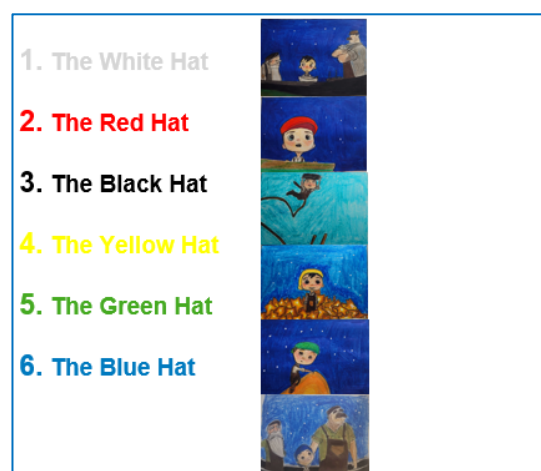 1. The White Hat
2. The Red Hat
3. The Black Hat
4. The Yellow Hat
5. The Green Hat
6. The Blue Hat